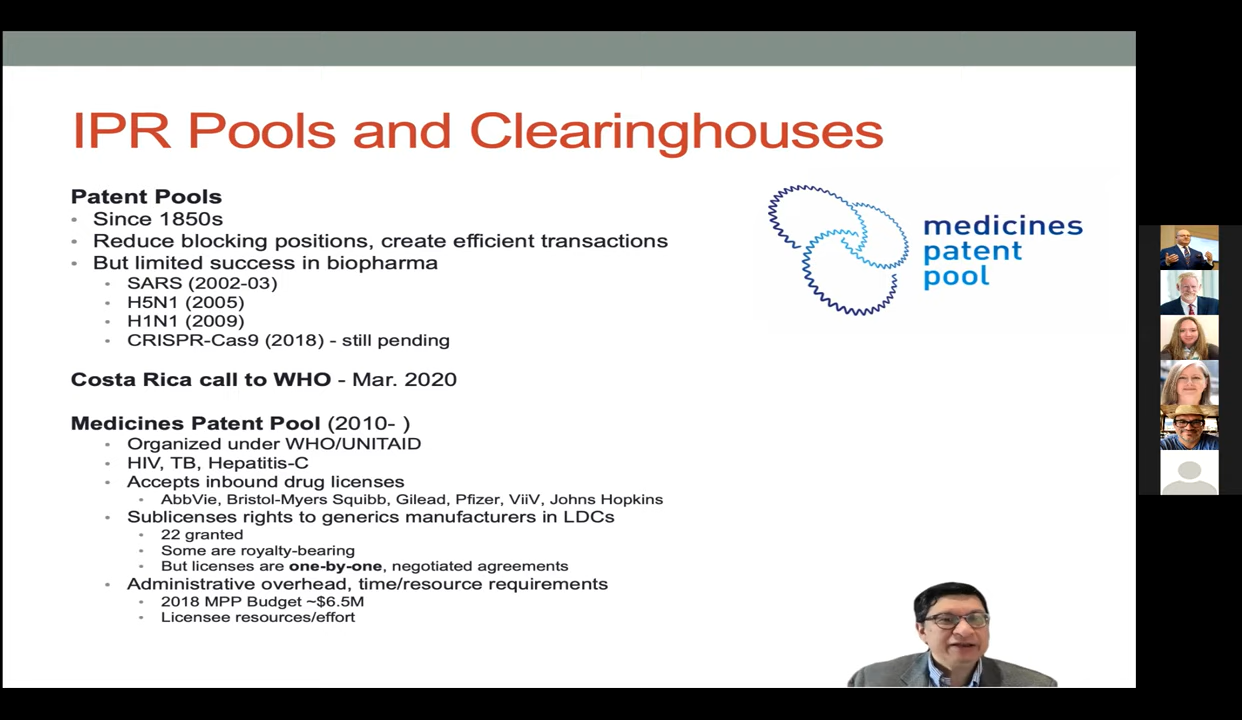 IPR Pools and Clearinghouses
Patent Pools
• Since 1850s
• Reduce blocking positions, create efficient transactions
• But limited success in biopharma
• SARS (2002-03)
• H5N1 (2005)
• H1N1 (2009)
• CRISPR-Cas9 (2018) - still pending
Costa Rica call to WHO - Mar. 2020
Medicines Patent Pool (2010- )
• Organized under WHO/UNITAID
• HIV, TB, Hepatitis-C
• Accepts inbound drug licenses
• AbbVie, Bristol-Myers Squibb, Gilead, Pfizer, ViiV, Johns Hopkins
• Sublicenses rights to generics manufacturers in LDCs
• 22 granted
• Some are royalty-bearing
• But licenses are one-by-one, negotiated agreements
• Administrative overhead, time/resource requirements
• 2018 MPP Budget ~$6.5M
• Licensee resources/effort
medicines
patent
pool